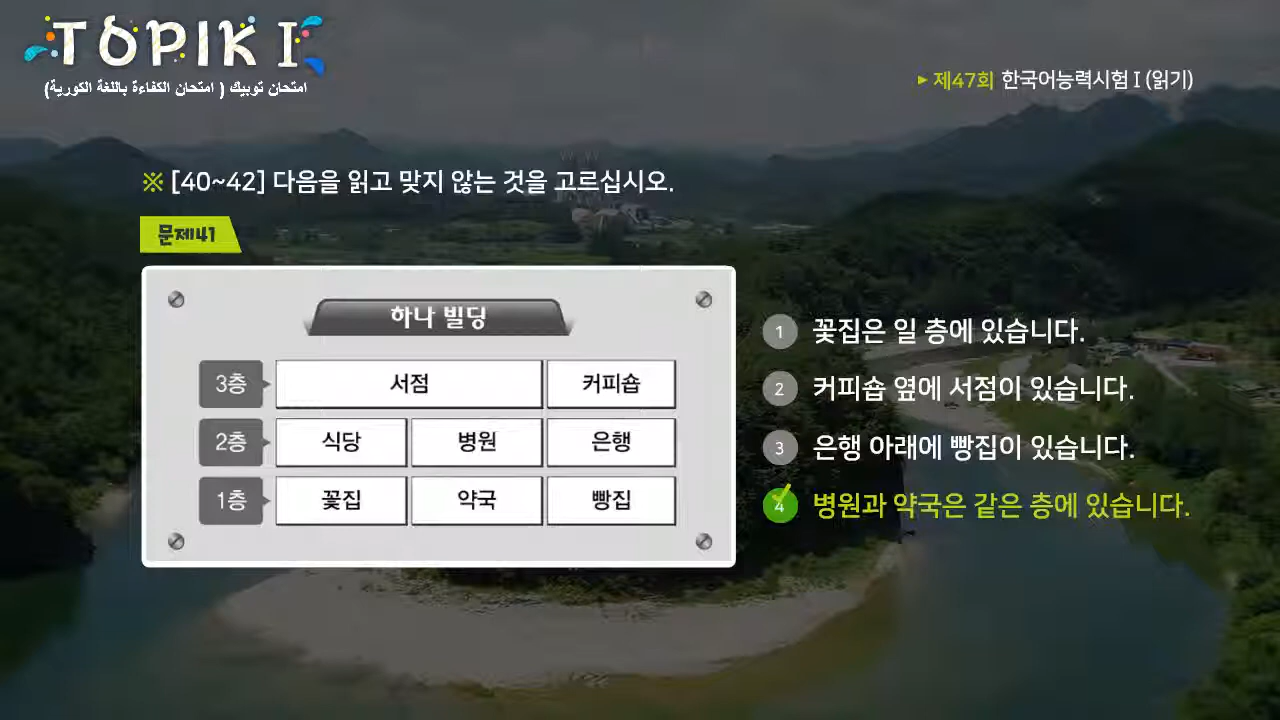 TOPIK I
امتحان توبيك ( امتحان الكفاءة باللغة الكورية)
▸ 제47회 한국어능력시험 I (읽기)
※ [40~42] 다음을 읽고 맞지 않는 것을 고르십시오.
문제41
하나 빌딩
3층 서점 커피숍
2층 식당 병원 은행
1층 꽃집 약국 빵집
1 꽃집은 일 층에 있습니다.
2 커피숍 옆에 서점이 있습니다.
3 은행 아래에 빵집이 있습니다.
4 병원과 약국은 같은 층에 있습니다.